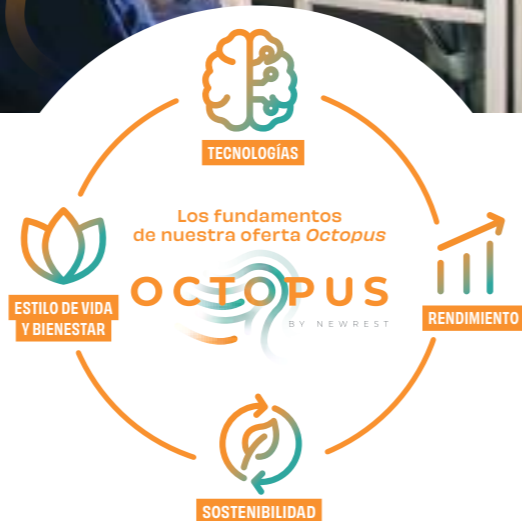 TECNOLOGÍAS
Los fundamentos
de nuestra oferta Octopus
OCTOPUS
BY NEWREST
ESTILO DE VIDA
Y BIENESTAR
RENDIMIENTO
SOSTENIBILIDAD